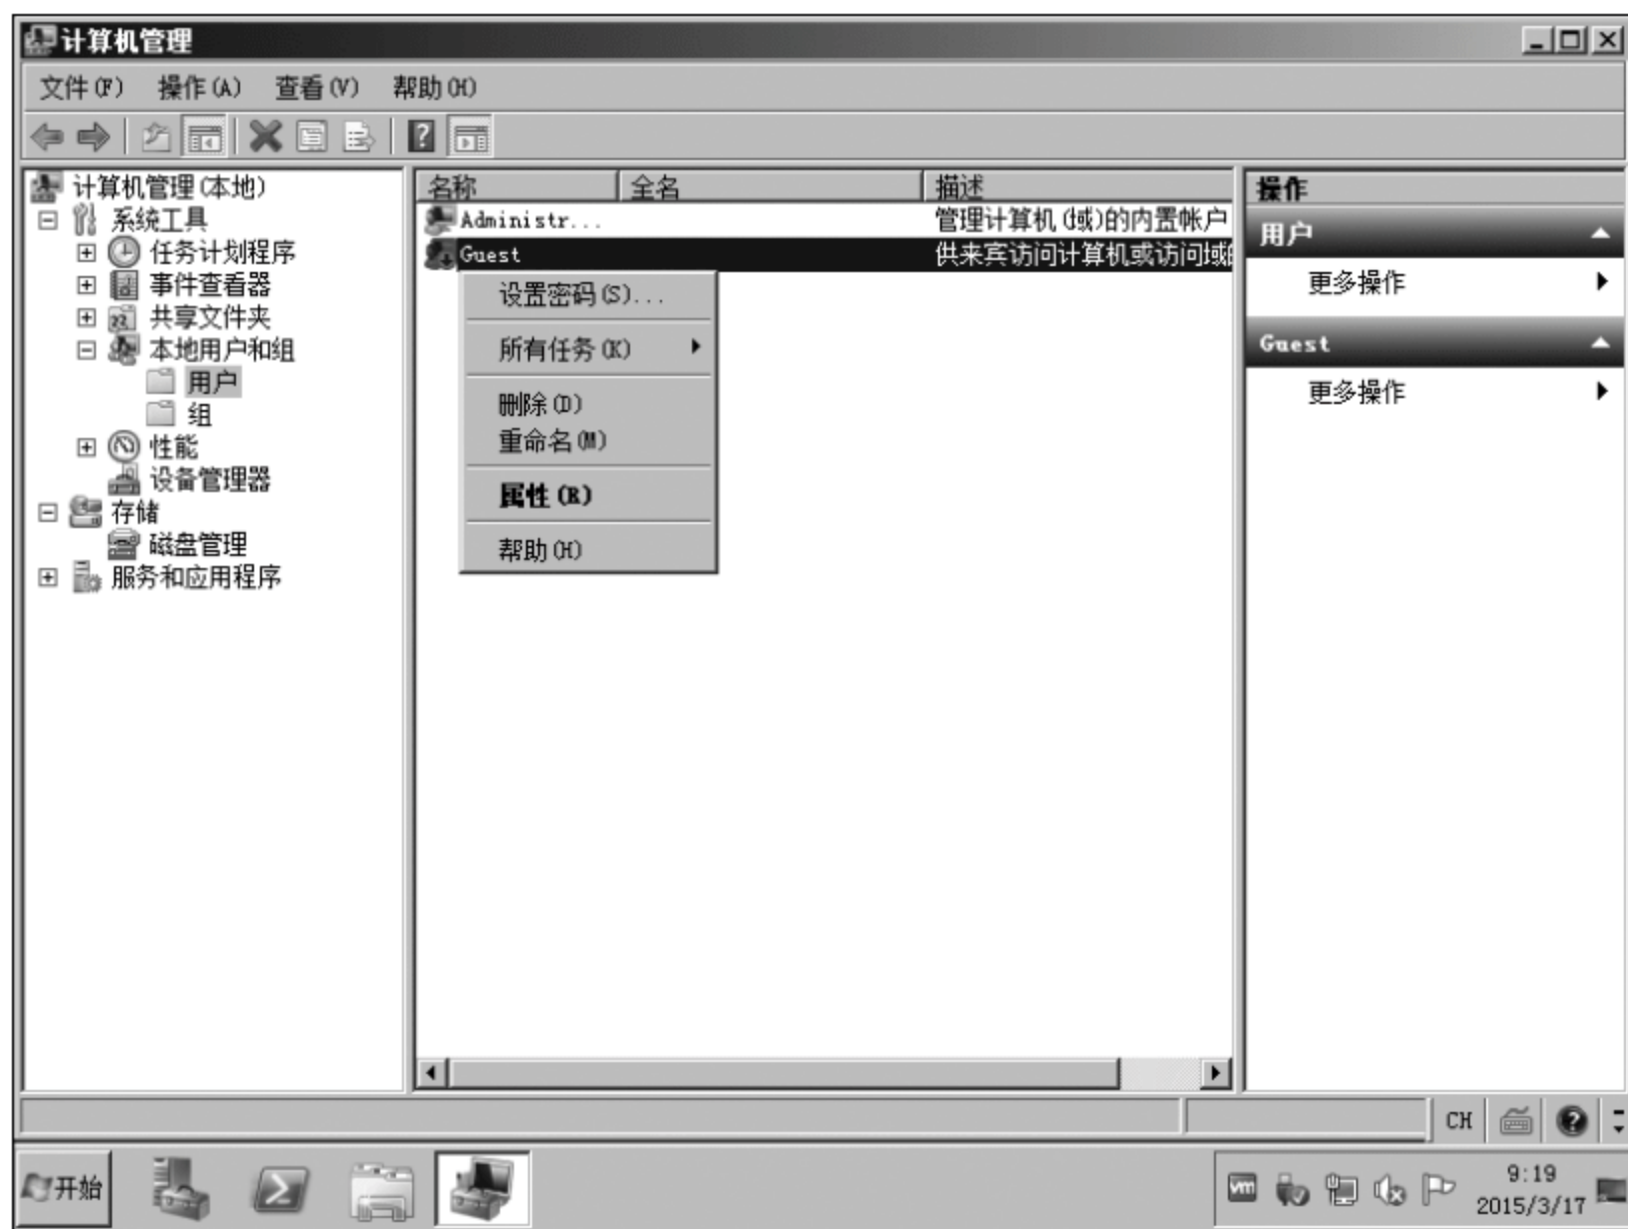 计算机管理
文件(F) 操作(A) 查看(V) 帮助(H)
计算机管理(本地)
系统工具
任务计划程序
事件查看器
共享文件夹
本地用户和组
用户
组
性能
设备管理器
存储
磁盘管理
服务和应用程序
名称 全名 描述
Administr... 管理计算机(域)的内置帐户
Guest 供来宾访问计算机或访问域
设置密码(S)...
所有任务(K)
删除(D)
重命名(M)
属性(R)
帮助(H)
操作
用户
更多操作
Guest
更多操作
CH
开始
vm
9:19
2015/3/17